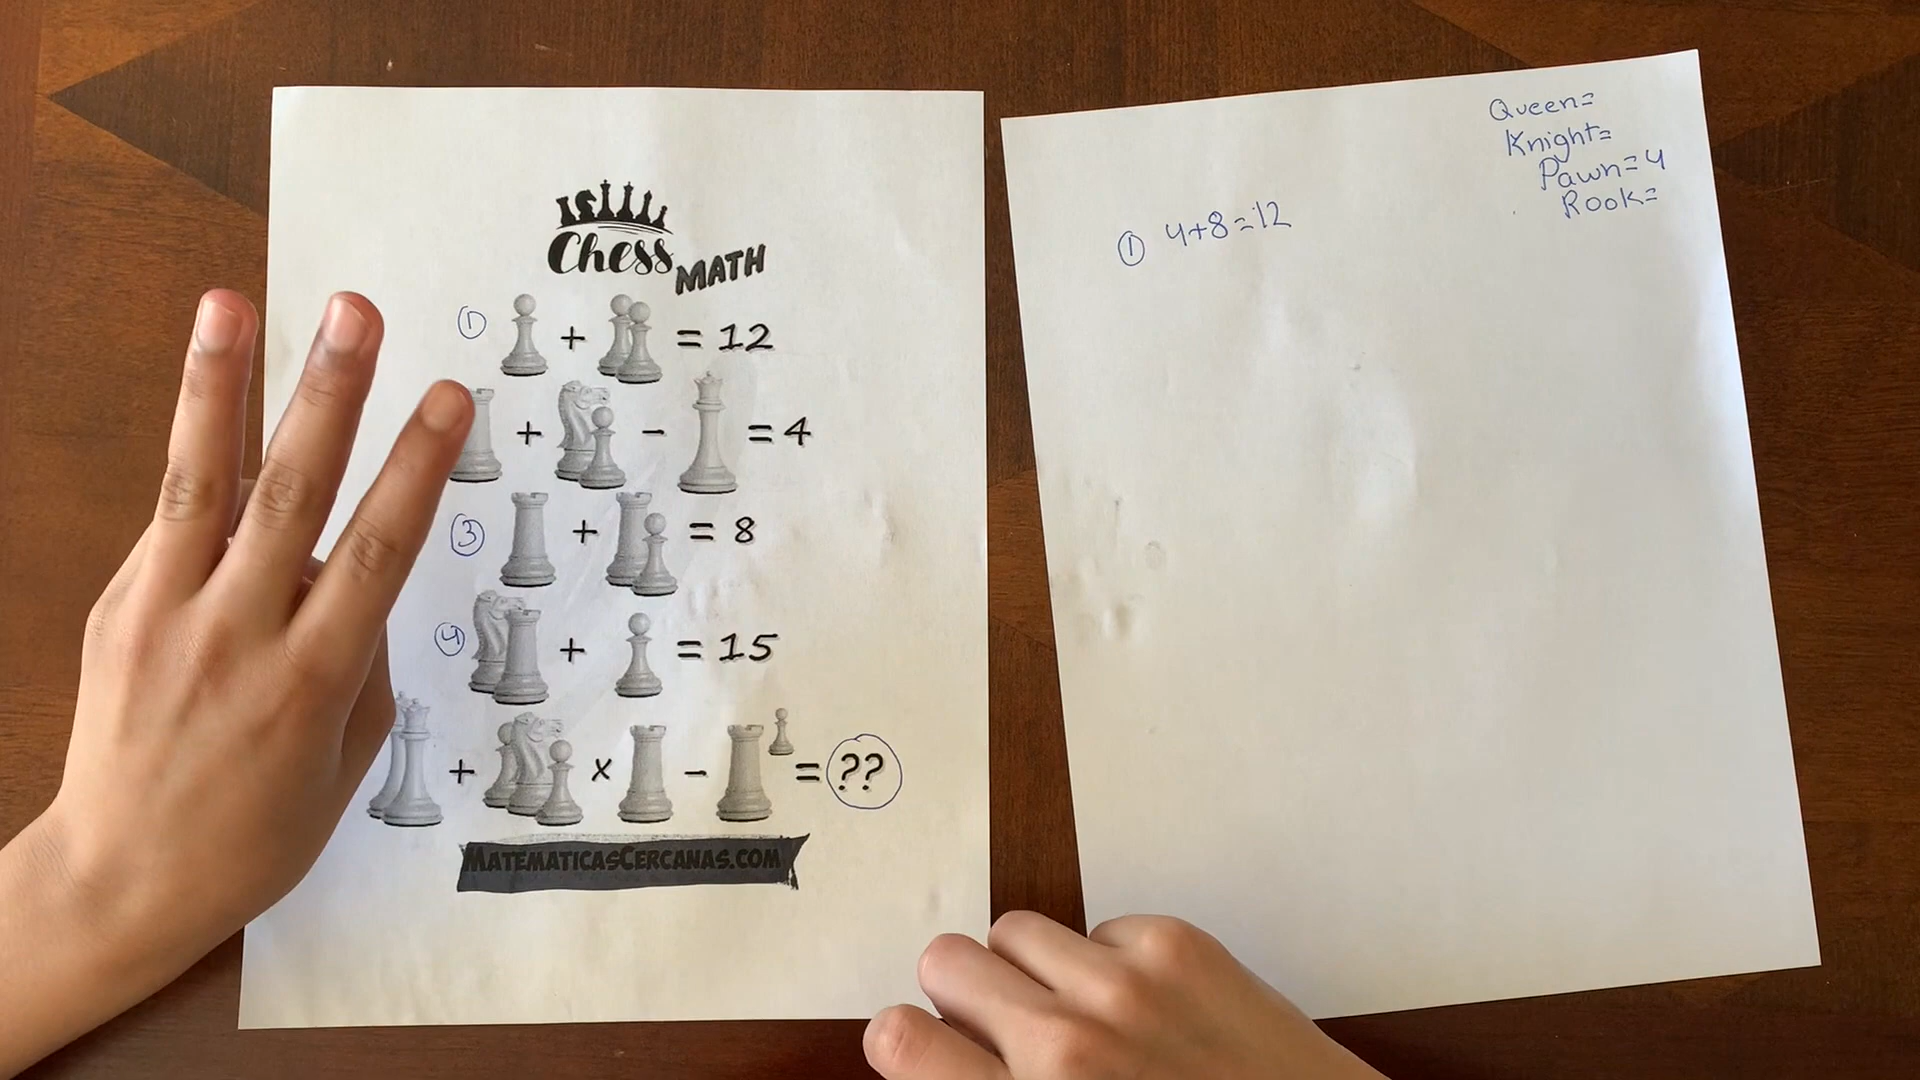 Chess MATH
① + = 12
+ - = 4
③ + = 8
④ + = 15
+ x - = ??
MATEMATICASCERCANAS.COM
Queen=
Knight=
Pawn=4
Rook=
① 4+8=12